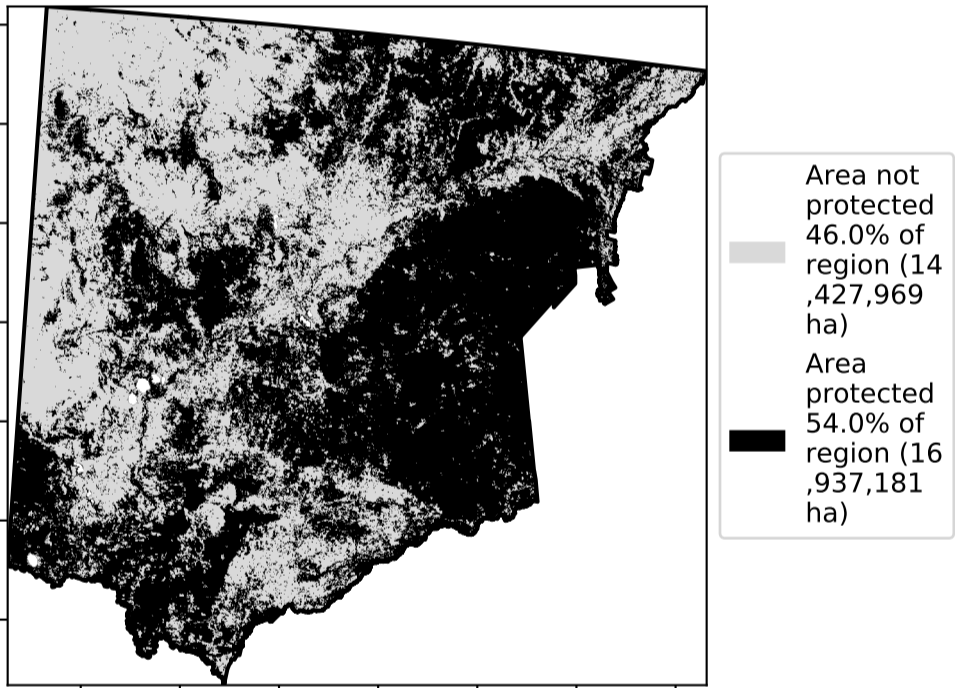 Area not
protected
46.0% of
region (14
,427,969
ha)
Area
protected
54.0% of
region (16
,937,181
ha)